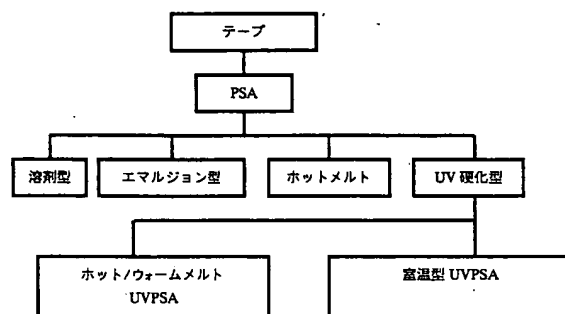 テープ
PSA
溶剤型
エマルジョン型
ホットメルト
UV 硬化型
ホット/ウォームメルト
UVPSA
室温型 UVPSA